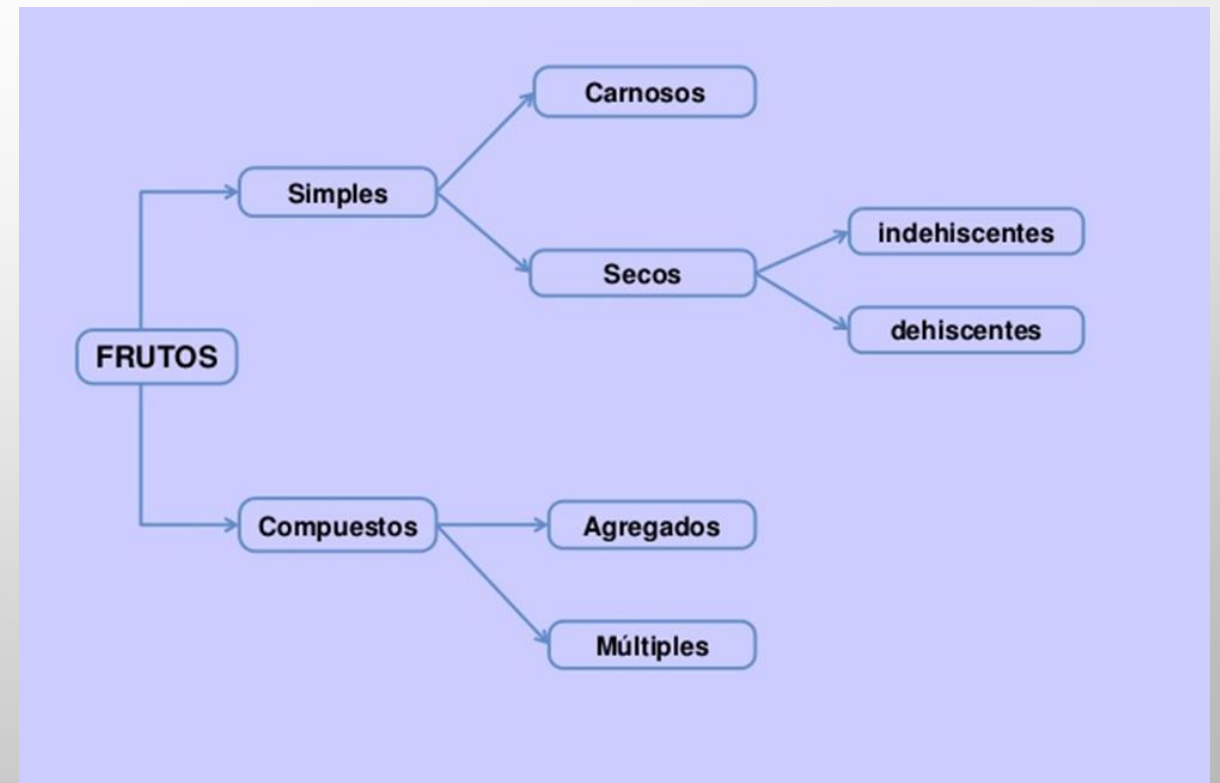 Carnosos
Simples
indehiscentes
Secos
dehiscentes
FRUTOS
Compuestos
Agregados
Múltiples